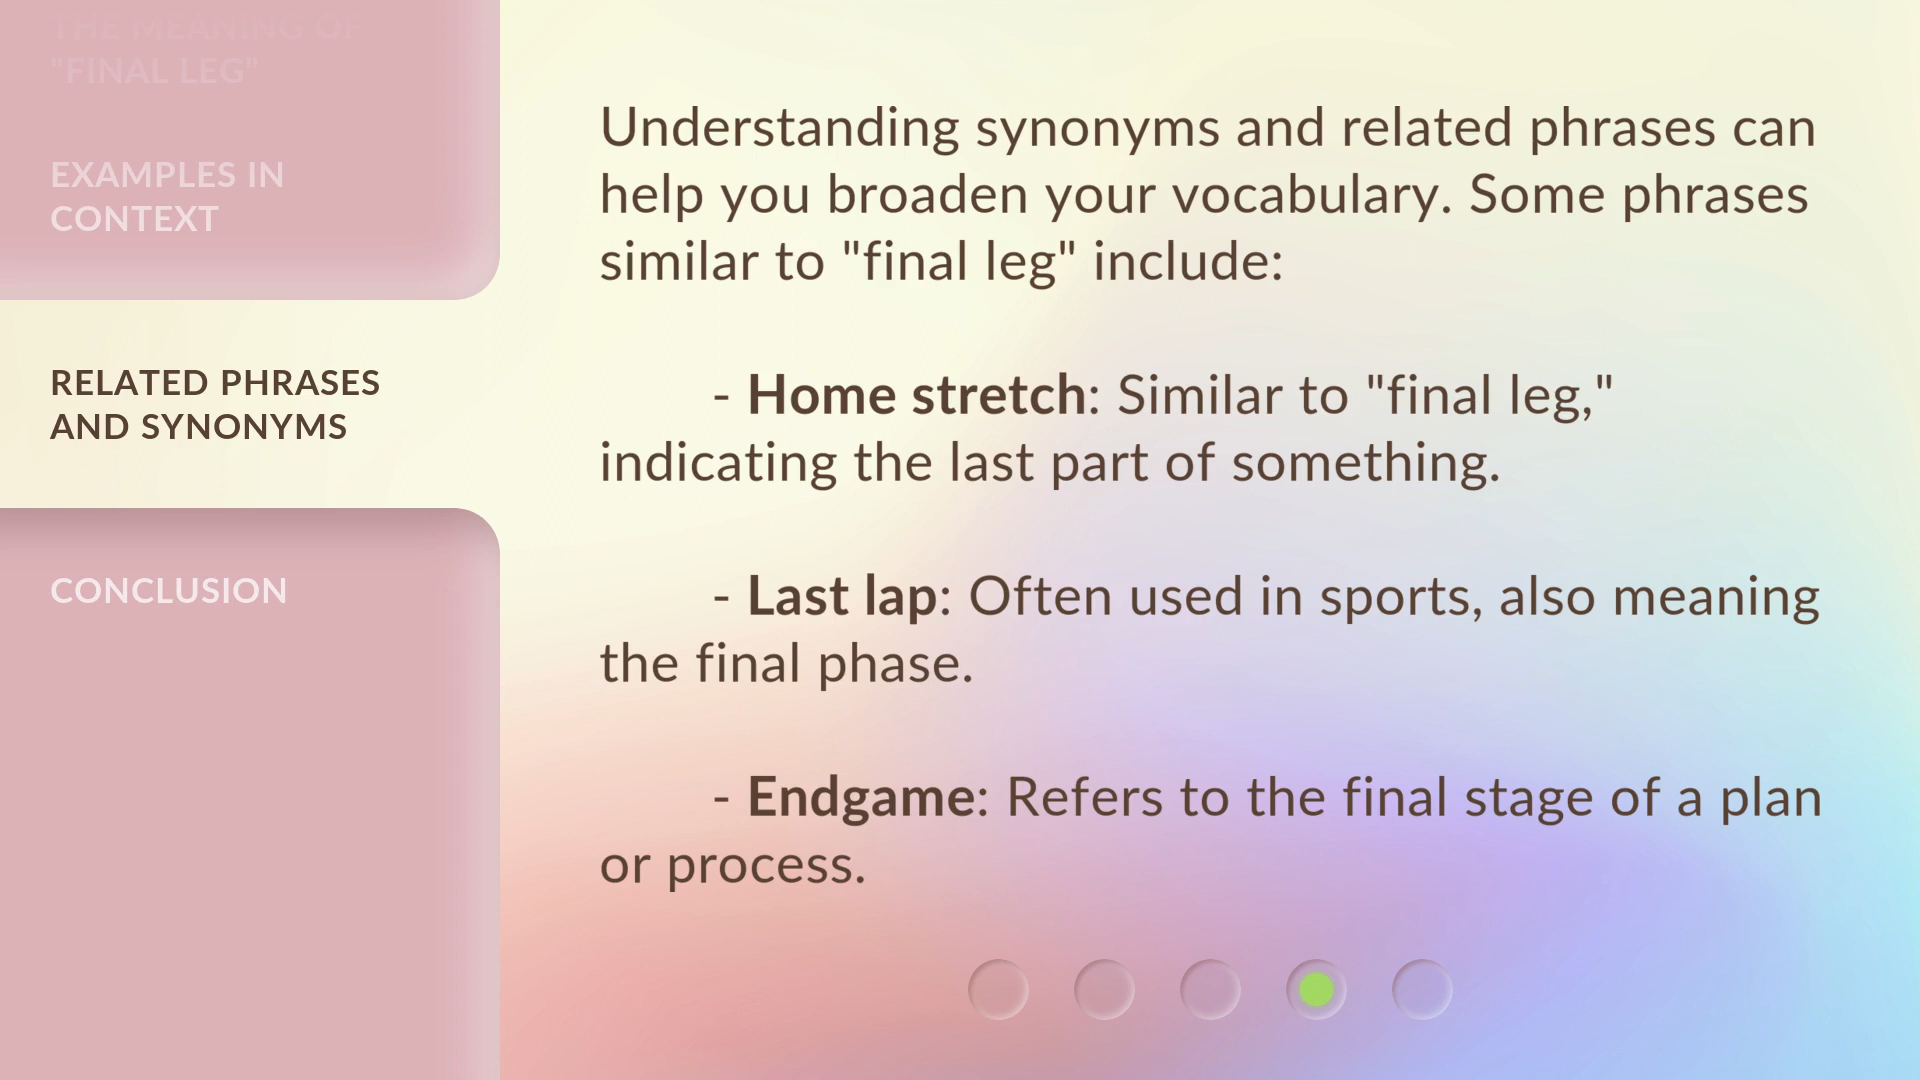 THE MEANING OF
"FINAL LEG"
EXAMPLES IN
CONTEXT
RELATED PHRASES
AND SYNONYMS
CONCLUSION
Understanding synonyms and related phrases can
help you broaden your vocabulary. Some phrases
similar to "final leg" include:
- Home stretch: Similar to "final leg,"
indicating the last part of something.
- Last lap: Often used in sports, also meaning
the final phase.
- Endgame: Refers to the final stage of a plan
or process.